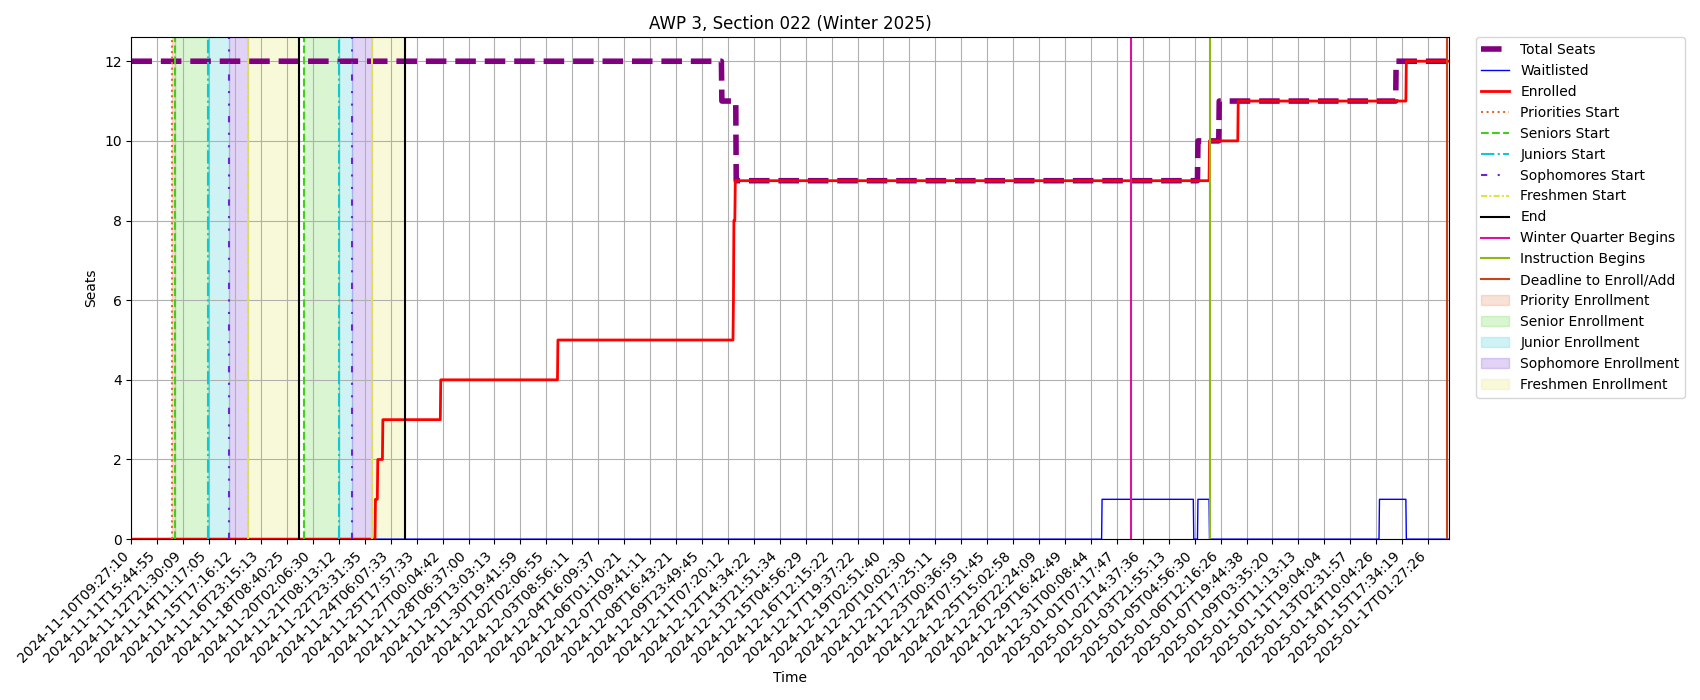 AWP 3, Section 022 (Winter 2025)
Seats
12
10
8
6
4
2
0
2024-11-10T09:27:10
2024-11-11T15:44:55
2024-11-12T21:30:09
2024-11-14T11:17:05
2024-11-15T17:16:12
2024-11-16T23:15:13
2024-11-18T08:40:25
2024-11-20T02:06:30
2024-11-21T08:13:12
2024-11-22T23:31:35
2024-11-24T06:07:33
2024-11-25T17:57:33
2024-11-27T00:04:42
2024-11-28T06:37:00
2024-11-29T13:03:13
2024-11-30T19:41:59
2024-12-02T02:06:55
2024-12-03T08:56:11
2024-12-04T16:09:37
2024-12-06T01:10:21
2024-12-07T09:41:11
2024-12-08T16:43:21
2024-12-09T23:49:45
2024-12-11T07:20:12
2024-12-12T14:34:22
2024-12-13T21:51:34
2024-12-15T04:56:29
2024-12-16T12:15:22
2024-12-17T19:37:22
2024-12-19T02:51:40
2024-12-20T10:02:30
2024-12-21T17:25:11
2024-12-23T00:36:59
2024-12-24T07:51:45
2024-12-25T15:02:58
2024-12-26T22:24:09
2024-12-29T16:42:49
2024-12-31T00:08:44
2025-01-01T07:17:47
2025-01-02T14:37:36
2025-01-03T21:55:13
2025-01-05T04:56:30
2025-01-06T12:16:26
2025-01-07T19:44:38
2025-01-09T03:35:20
2025-01-10T11:13:13
2025-01-11T19:04:04
2025-01-13T02:31:57
2025-01-14T10:04:26
2025-01-15T17:34:19
2025-01-17T01:27:26
Time
Total Seats
Waitlisted
Enrolled
Priorities Start
Seniors Start
Juniors Start
Sophomores Start
Freshmen Start
End
Winter Quarter Begins
Instruction Begins
Deadline to Enroll/Add
Priority Enrollment
Senior Enrollment
Junior Enrollment
Sophomore Enrollment
Freshmen Enrollment